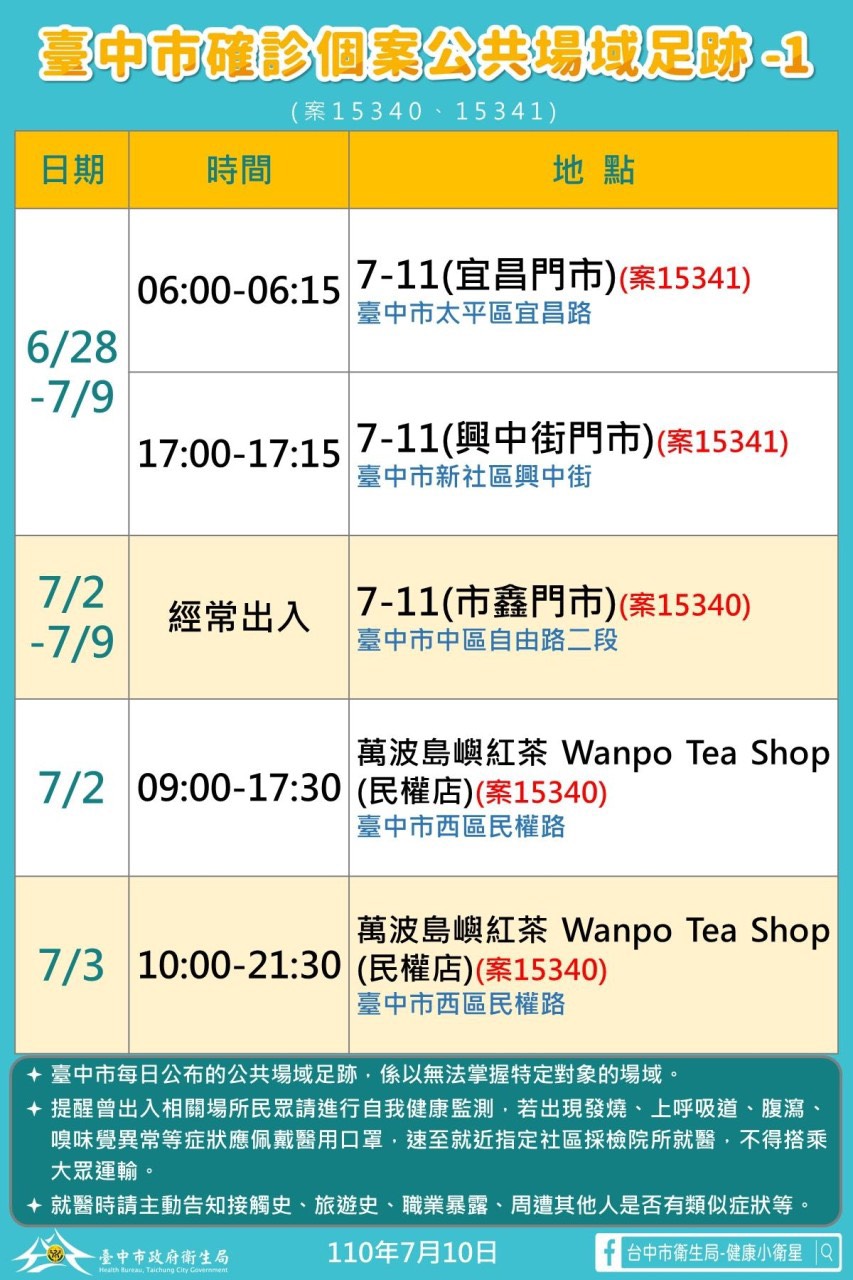 臺中市確診個案公共場域足跡-1
(案15340、15341)
日期 時間 地點
6/28
-7/9
06:00-06:15
7-11(宜昌門市)(案15341)
臺中市太平區宜昌路
17:00-17:15
7-11(興中街門市)(案15341)
臺中市新社區興中街
7/2
-7/9
經常出入
7-11(市鑫門市)(案15340)
臺中市中區自由路二段
7/2
09:00-17:30
萬波島嶼紅茶 Wanpo Tea Shop
(民權店)(案15340)
臺中市西區民權路
7/3
10:00-21:30
萬波島嶼紅茶 Wanpo Tea Shop
(民權店)(案15340)
臺中市西區民權路
臺中市每日公布的公共場域足跡，係以無法掌握特定對象的場域。
提醒曾出入相關場所民眾請進行自我健康監測，若出現發燒、上呼吸道、腹瀉、
嗅味覺異常等症狀應佩戴醫用口罩，速至就近指定社區採檢院所就醫，不得搭乘
大眾運輸。
就醫時請主動告知接觸史、旅遊史、職業暴露、周遭其他人是否有類似症狀等。
臺中市政府衛生局
Health Bureau, Taichung City Government
110年7月10日
f 台中市衛生局-健康小衛星